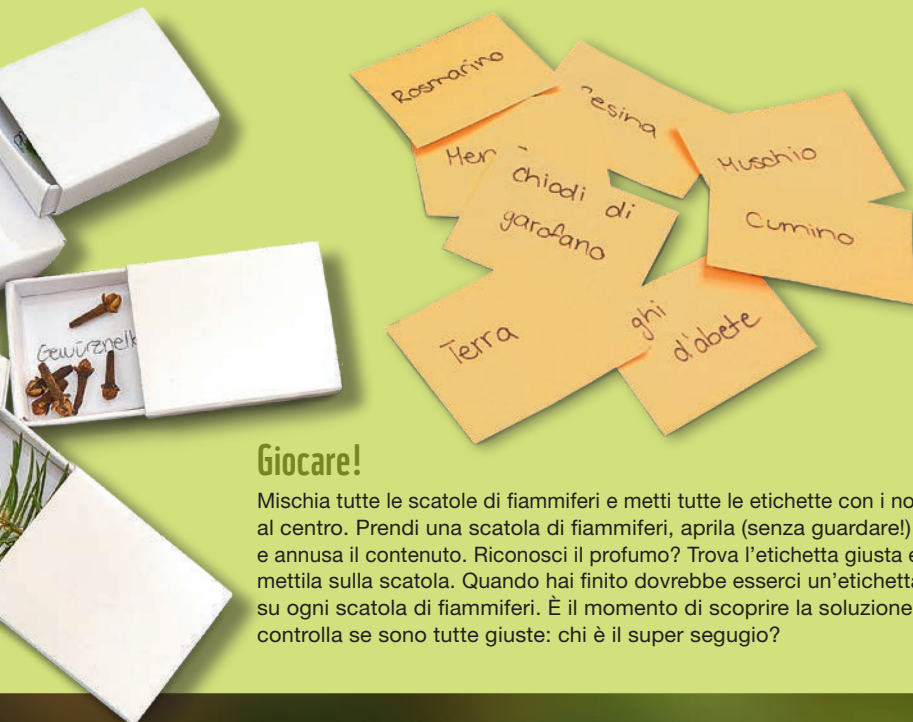 Rosmarino
esina
Muschio
chiodi di
garofano
Cumino
Terra
ghi
d'abete
Gewürznelk
Giocare!
Mischia tutte le scatole di fiammiferi e metti tutte le etichette con i no
al centro. Prendi una scatola di fiammiferi, aprila (senza guardare!)
e annusa il contenuto. Riconosci il profumo? Trova l'etichetta giusta e
mettila sulla scatola. Quando hai finito dovrebbe esserci un'etichetta
su ogni scatola di fiammiferi. È il momento di scoprire la soluzione
controlla se sono tutte giuste: chi è il super segugio?